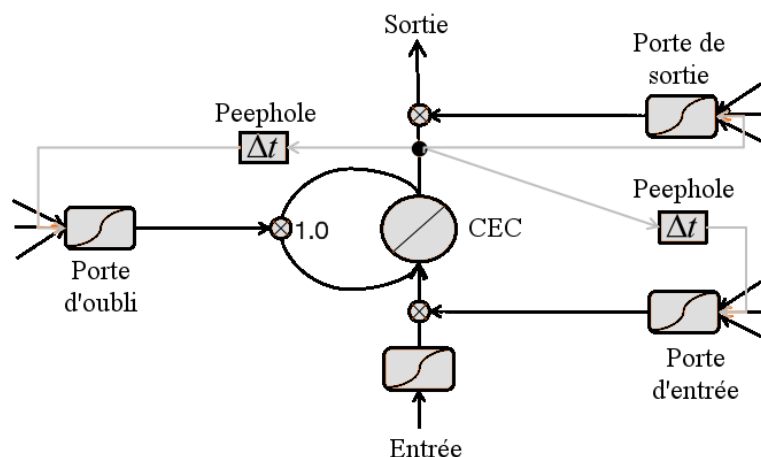 Sortie
Porte de
sortie
Peephole
Δt
Peephole
Δt
1.0
CEC
Porte
d'oubli
Porte
d'entrée
Entrée